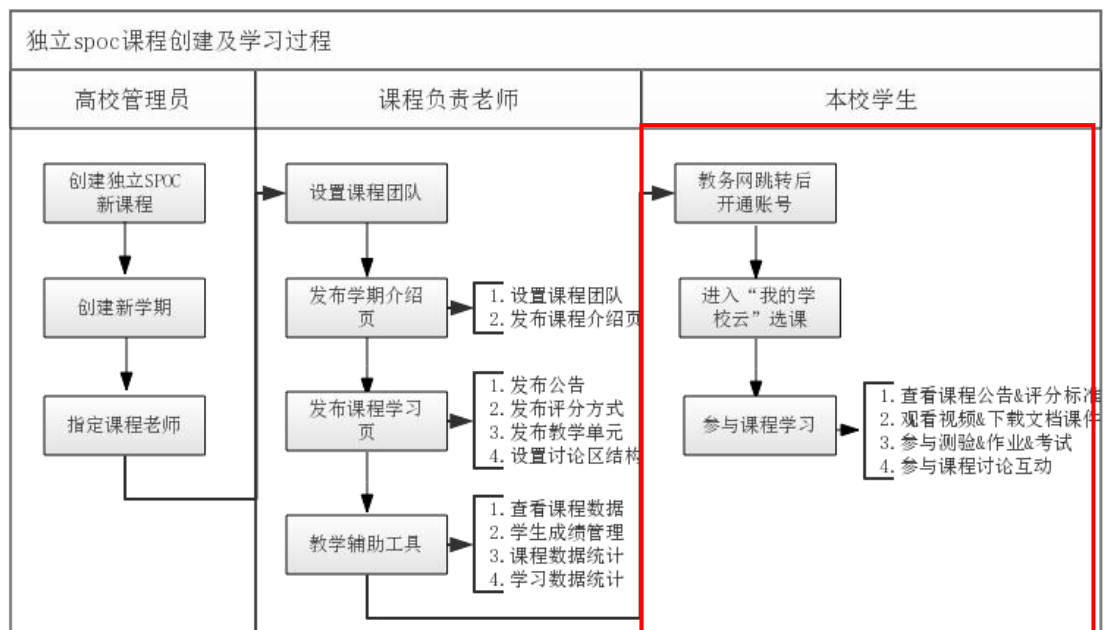 独立spoc课程创建及学习过程
高校管理员
课程负责老师
本校学生
创建独立SPOC
新课程
创建新学期
指定课程老师
设置课程团队
发布学期介绍
页
1. 设置课程团队
2. 发布课程介绍页
发布课程学习
页
1. 发布公告
2. 发布评分方式
3. 发布教学单元
4. 设置讨论区结构
教学辅助工具
1. 查看课程数据
2. 学生成绩管理
3. 课程数据统计
4. 学习数据统计
教务网跳转后
开通账号
进入“我的学
校云”选课
参与课程学习
1. 查看课程公告&评分标准
2. 观看视频&下载文档课件
3. 参与测验&作业&考试
4. 参与课程讨论互动